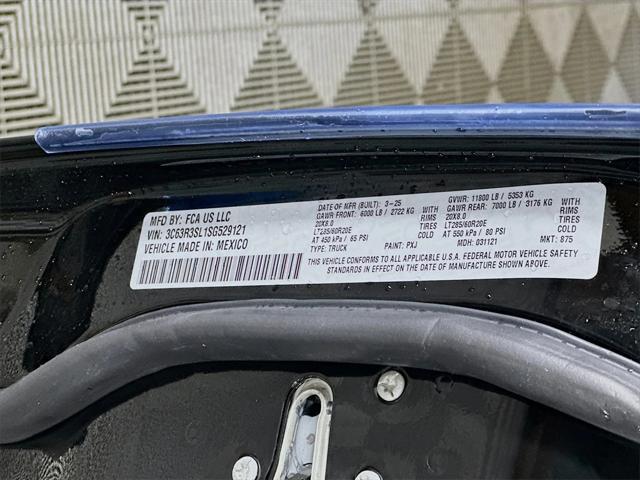 MFD BY: FCA US LLC
VIN: 3C63R3SL1SG529121
VEHICLE MADE IN: MEXICO
DATE OF MFR (BUILT): 3-25
GAWR FRONT: 6000 LB / 2722 KG
20X8.0
WITH RIMS
LT285/60R20E
TIRES
AT 450 kPa / 65 PSI
COLD
TYPE: TRUCK
PAINT: PXJ
GVWR: 11800 LB / 5353 KG
GAWR REAR: 7000 LB / 3176 KG
20X8.0
WITH RIMS
LT285/60R20E
TIRES
AT 550 kPa / 80 PSI
COLD
MDH: 031121
MKT: 875
THIS VEHICLE CONFORMS TO ALL APPLICABLE U.S.A. FEDERAL MOTOR VEHICLE SAFETY
STANDARDS IN EFFECT ON THE DATE OF MANUFACTURE SHOWN ABOVE.